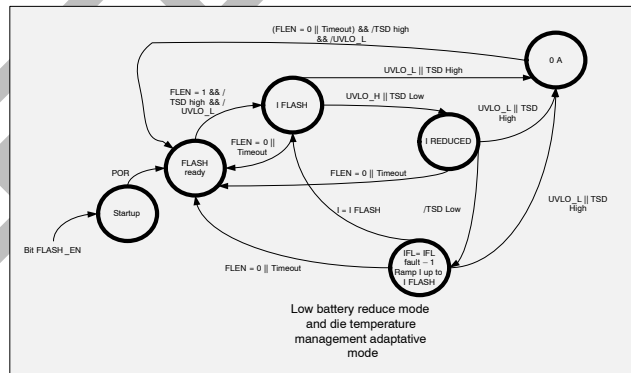 (FLEN = 0 || Timeout) && /TSD high
&& /UVLO_L
0 A
FLEN = 1 && /
TSD high && /
UVLO_L
I FLASH
UVLO_L || TSD High
UVLO_H || TSD Low
UVLO_L || TSD
High
I REDUCED
FLEN = 0 ||
Timeout
FLASH
ready
POR
FLEN = 0 || Timeout
Startup
I = I FLASH
/TSD Low
UVLO_L || TSD
High
Bit FLASH_EN
IFL= IFL
fault – 1
Ramp I up to
I FLASH
FLEN = 0 || Timeout
Low battery reduce mode
and die temperature
management adaptative
mode